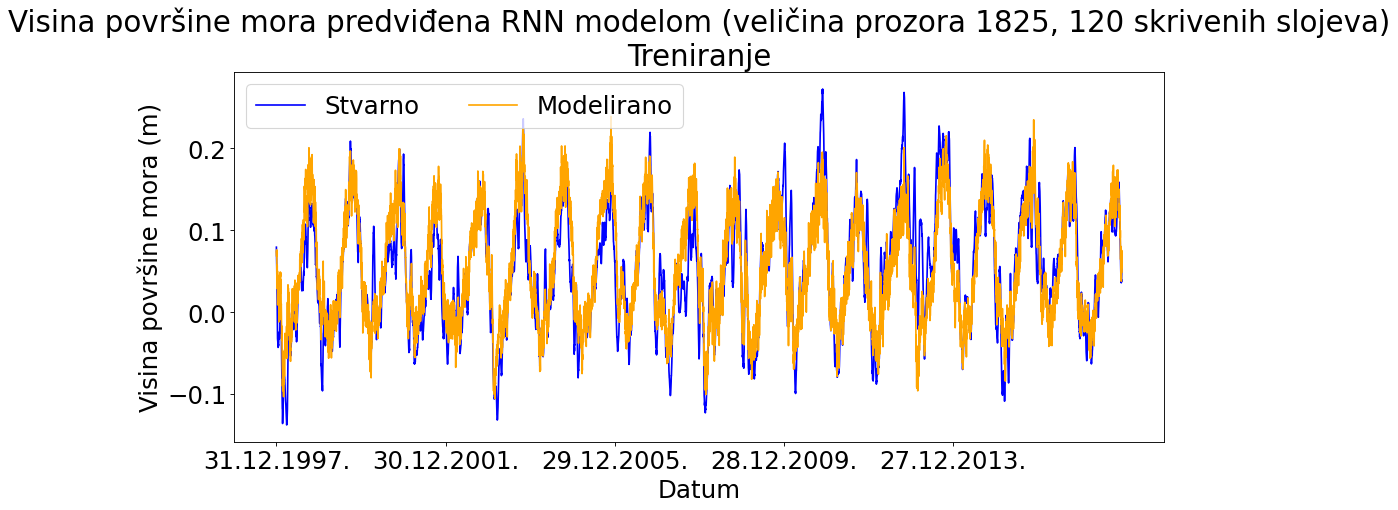 Visina površine mora predviđena RNN modelom (veličina prozora 1825, 120 skrivenih slojeva)
Treniranje
Stvarno Modelirano
Visina površine mora (m)
0.2
0.1
0.0
−0.1
31.12.1997. 30.12.2001. 29.12.2005. 28.12.2009. 27.12.2013.
Datum